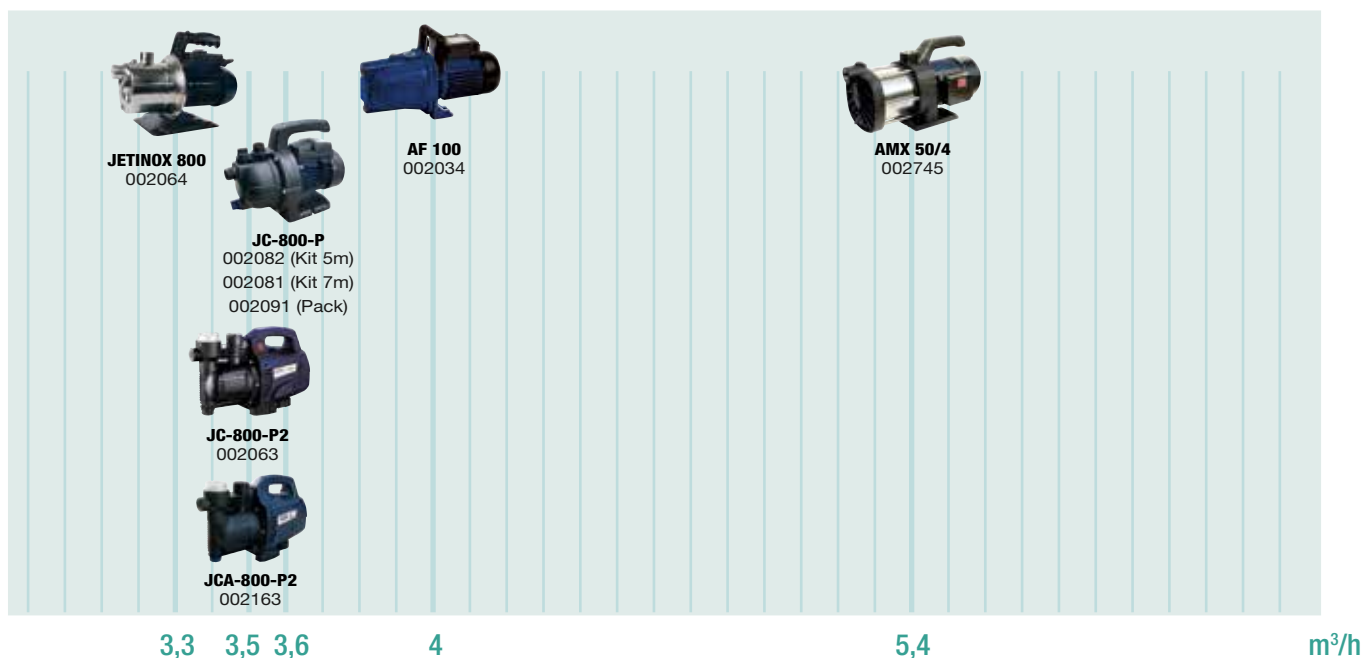 JETINOX 800
002064
AF 100
002034
AMX 50/4
002745
JC-800-P
002082 (Kit 5m)
002081 (Kit 7m)
002091 (Pack)
JC-800-P2
002063
JCA-800-P2
002163
3,3 3,5 3,6 4 5,4 m³/h